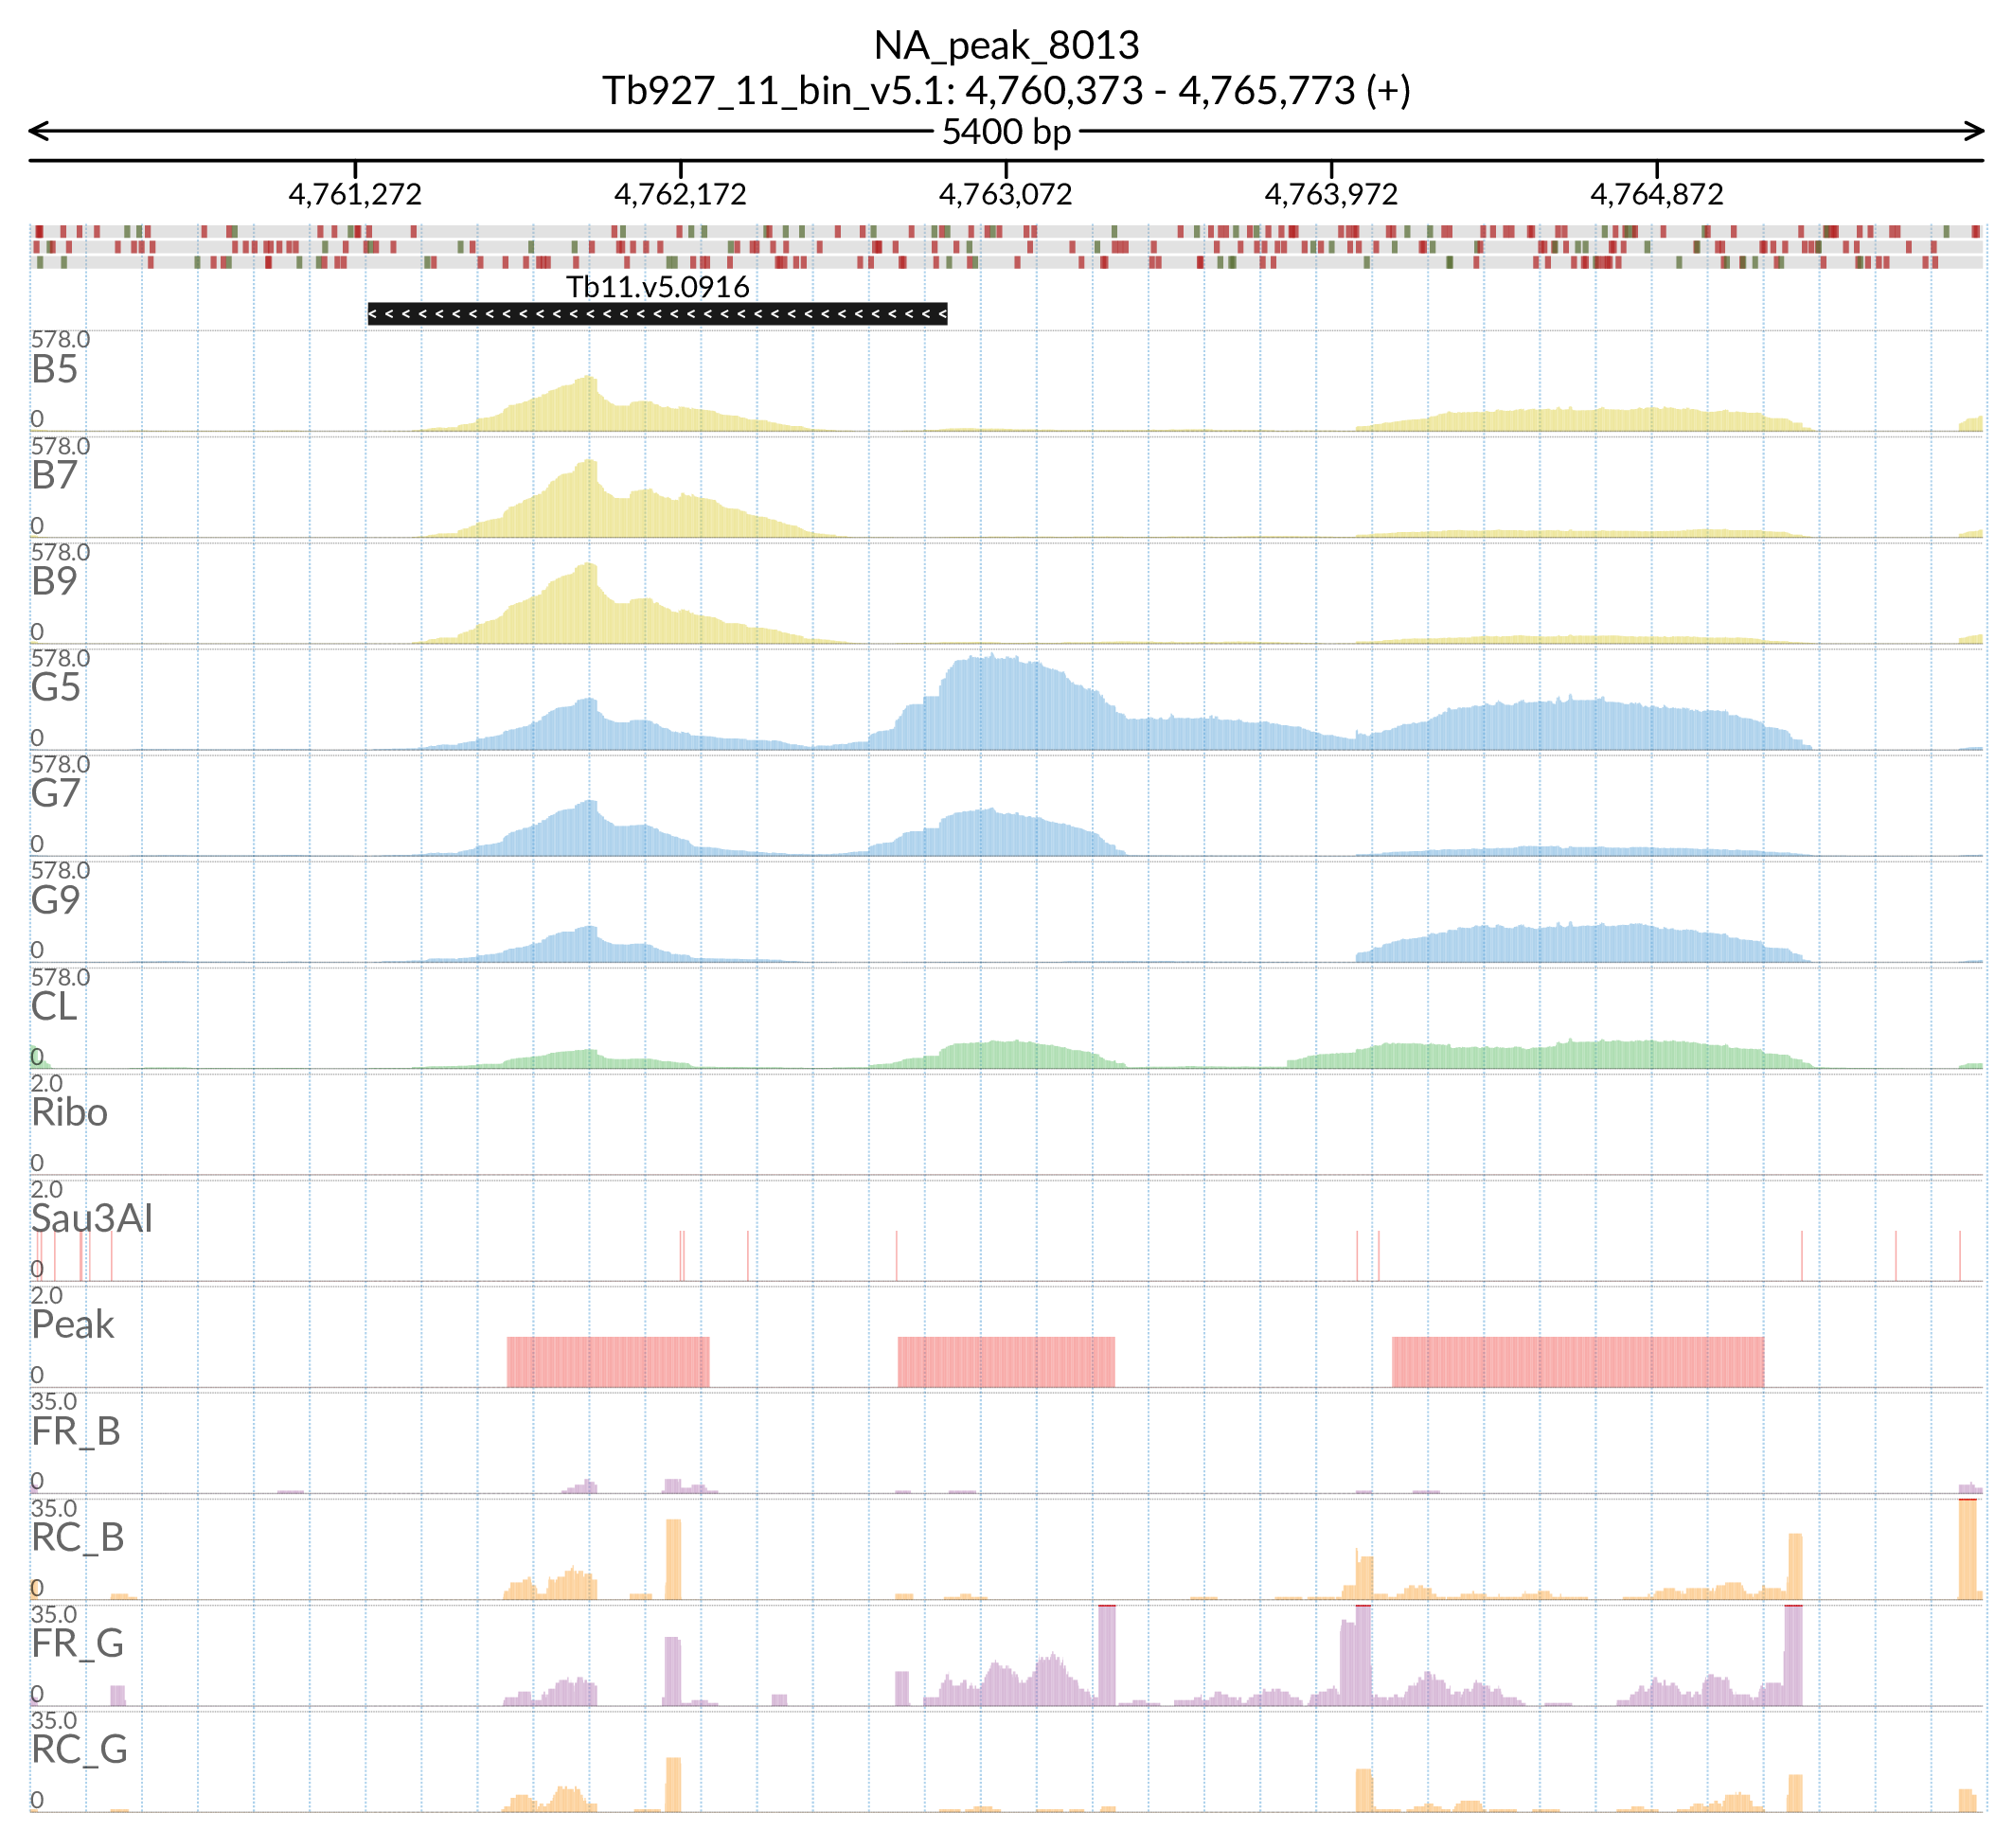 NA_peak_8013
Tb927_11_bin_v5.1: 4,760,373 - 4,765,773 (+)
5400 bp
4,761,272 4,762,172 4,763,072 4,763,972 4,764,872
Tb11.v5.0916
578.0
B5
0
578.0
B7
0
578.0
B9
0
578.0
G5
0
578.0
G7
0
578.0
G9
0
578.0
CL
0
2.0
Ribo
0
2.0
Sau3AI
0
2.0
Peak
0
35.0
FR_B
0
35.0
RC_B
0
35.0
FR_G
0
35.0
RC_G
0